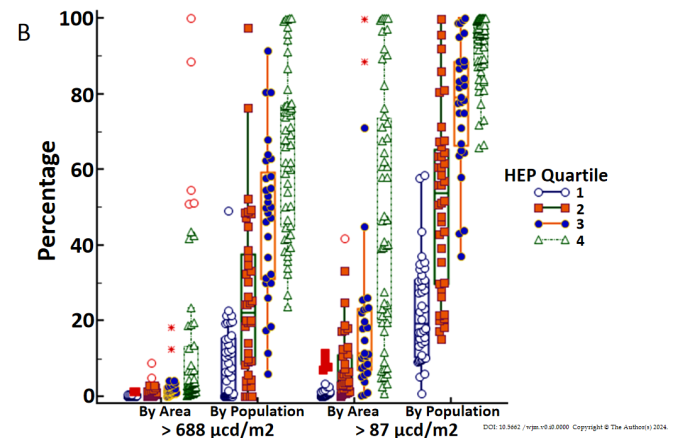 B
Percentage
100
80
60
40
20
0
By Area By Population By Area By Population
> 688 µcd/m2 > 87 µcd/m2
HEP Quartile
1
2
3
4
DOI: 10.5662 / wjm.v0.i0.0000 Copyright © The Author(s) 2024.